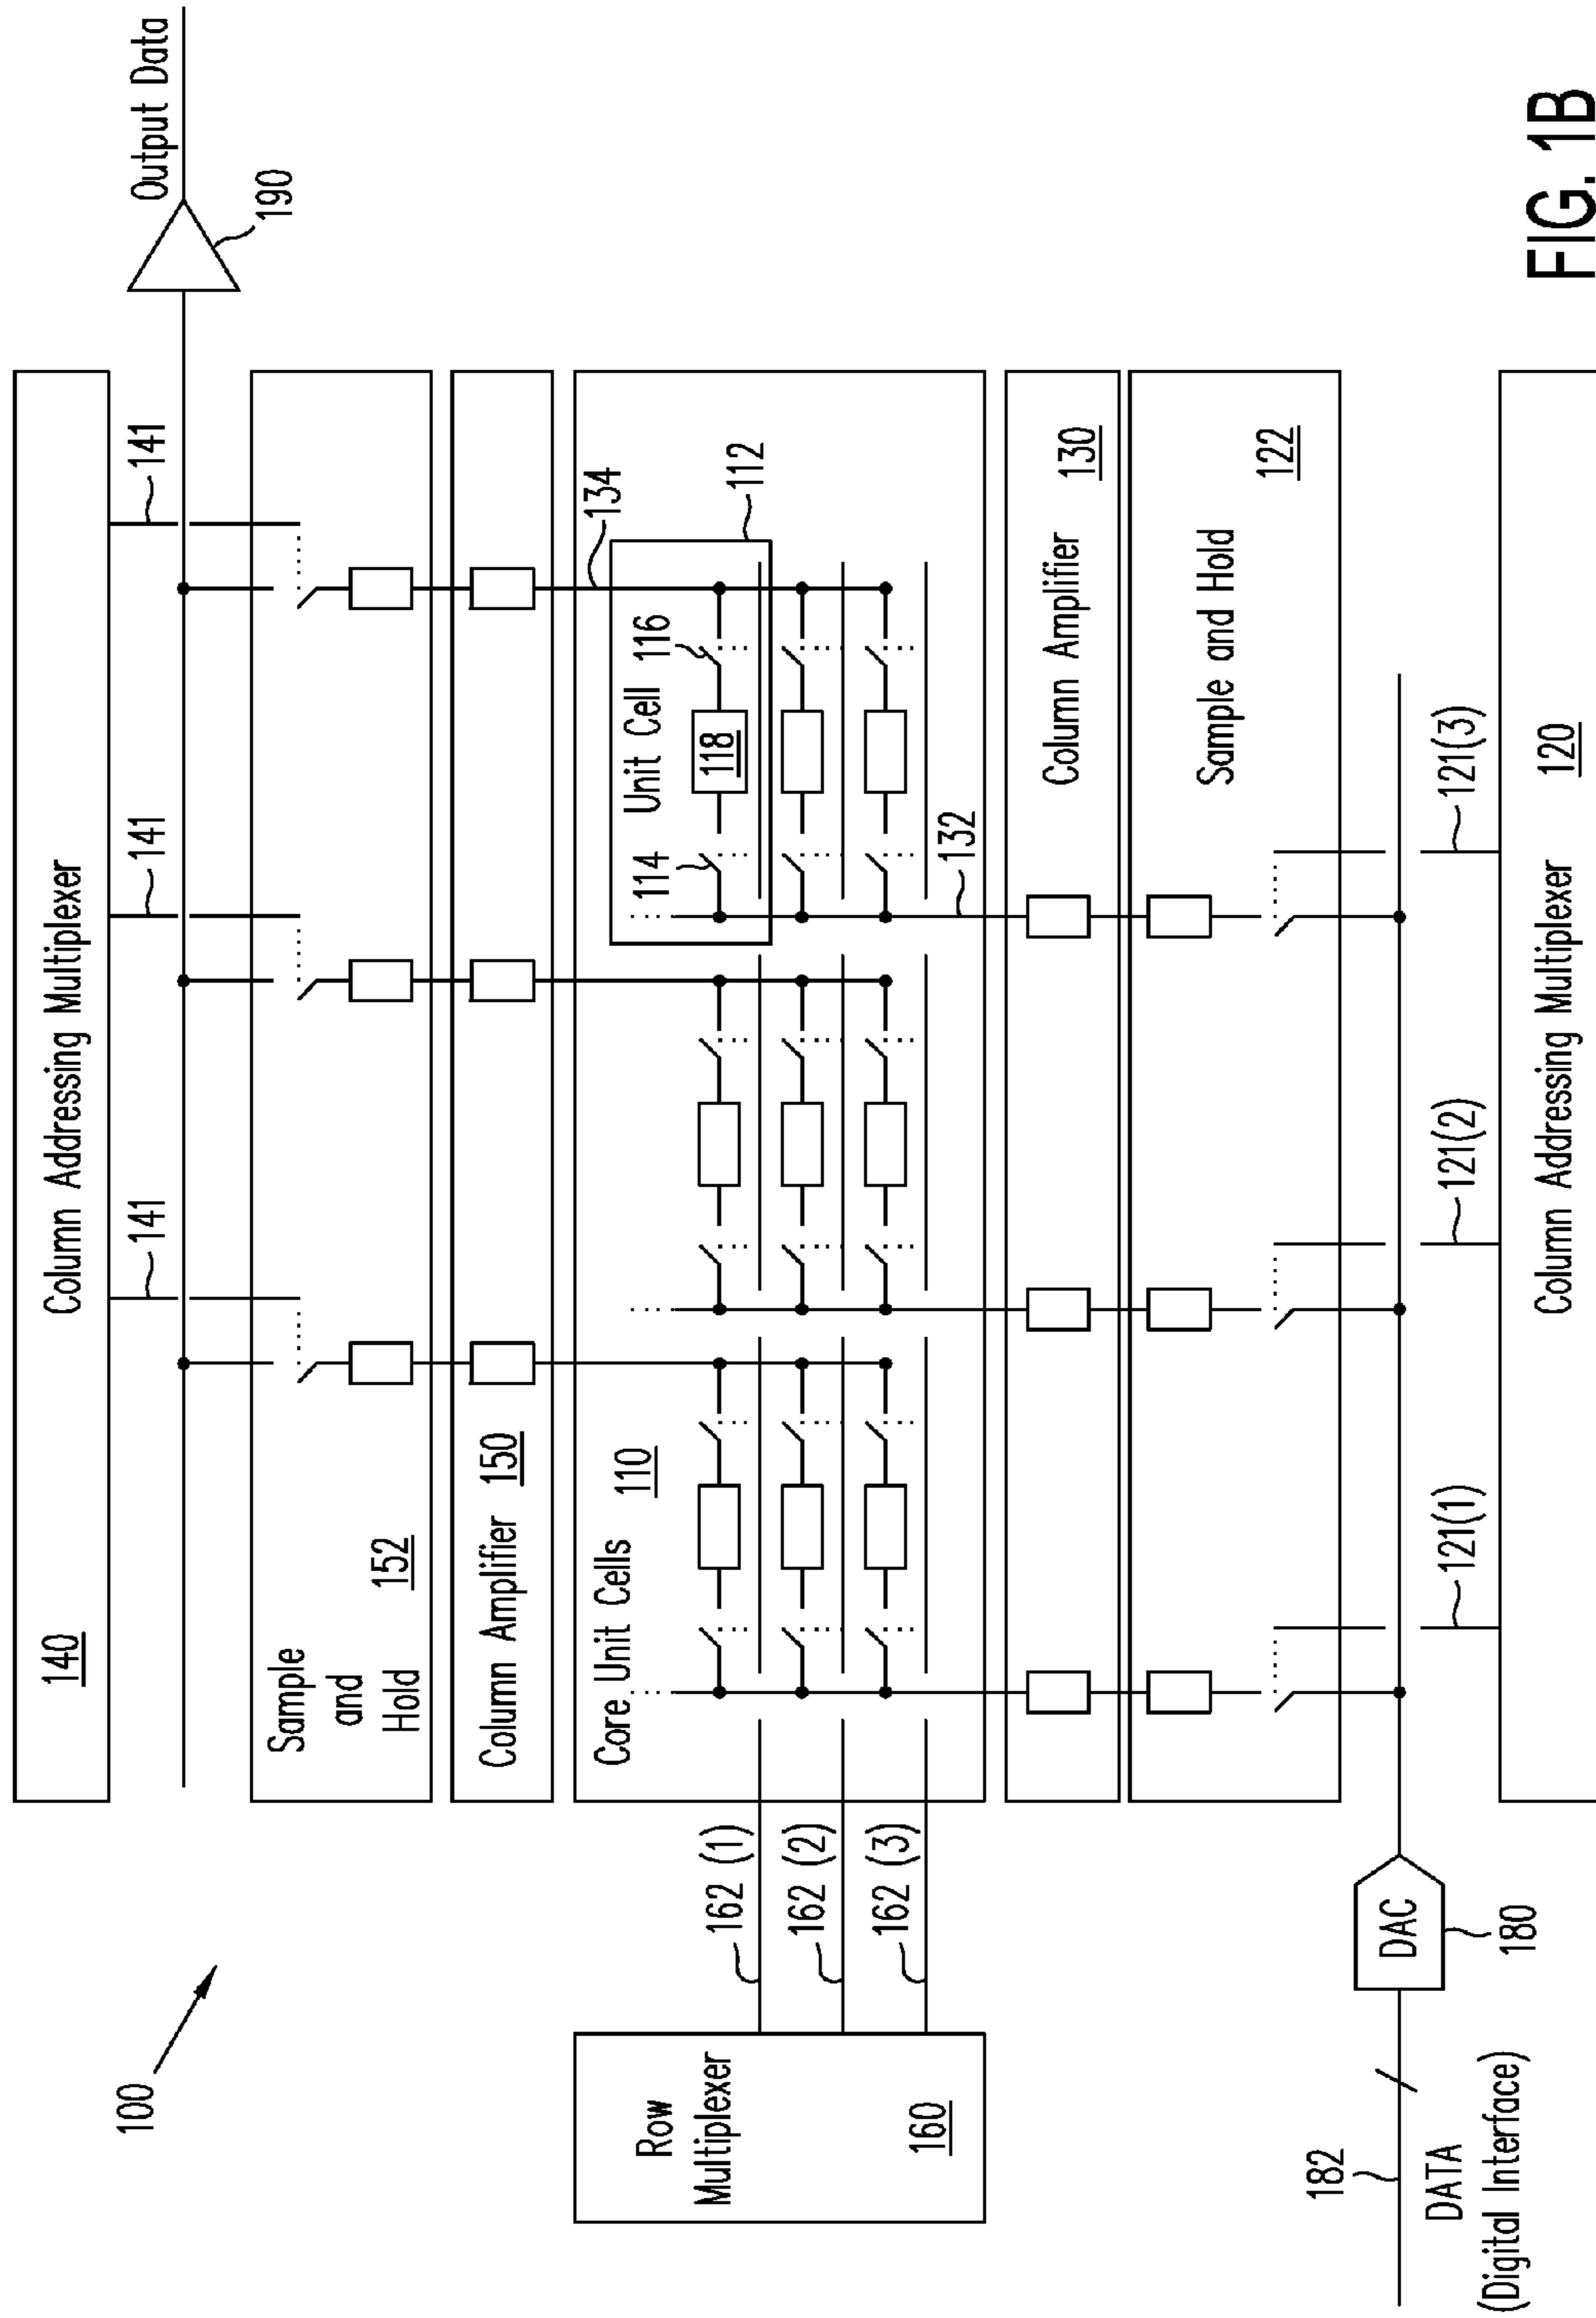 100
Column Addressing Multiplexer
140
141
141
141
Output Data
190
Sample
and
Hold
152
Column Amplifier 150
Core Unit Cells
110
134
112
Unit Cell
114
116
118
132
Row
Multiplexer
160
162 (1)
162 (2)
162 (3)
Column Amplifier
130
Sample and Hold
122
182
DATA
(Digital Interface)
DAC
180
121(1)
121(2)
121(3)
Column Addressing Multiplexer
120
FIG. 1B